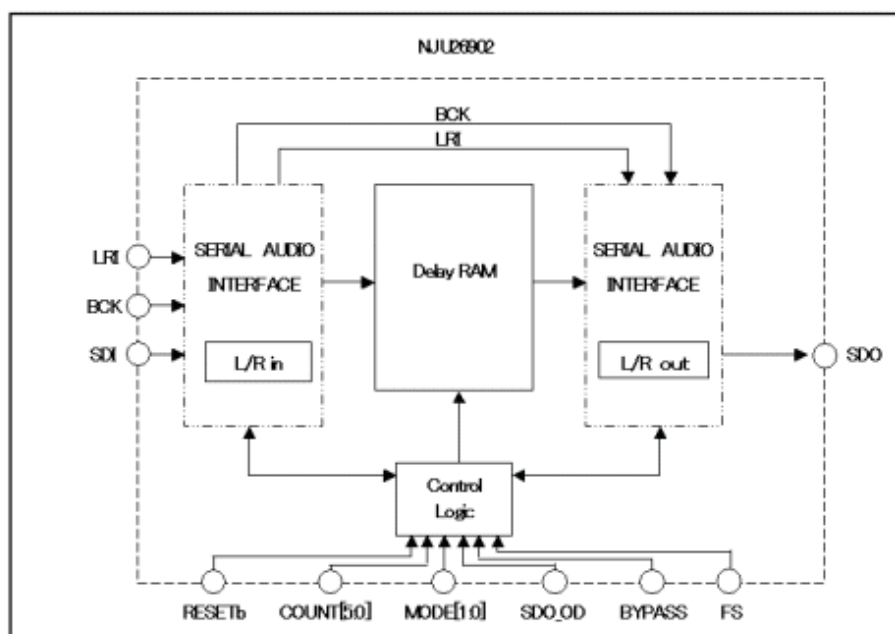 NJU26902
BCK
LRI
SERIAL AUDIO
INTERFACE
L/R in
Delay RAM
SERIAL AUDIO
INTERFACE
L/R out
LRI
BCK
SDI
SDO
Control
Logic
RESETb
COUNT[5:0]
MODE[1:0]
SDO_OD
BYPASS
FS